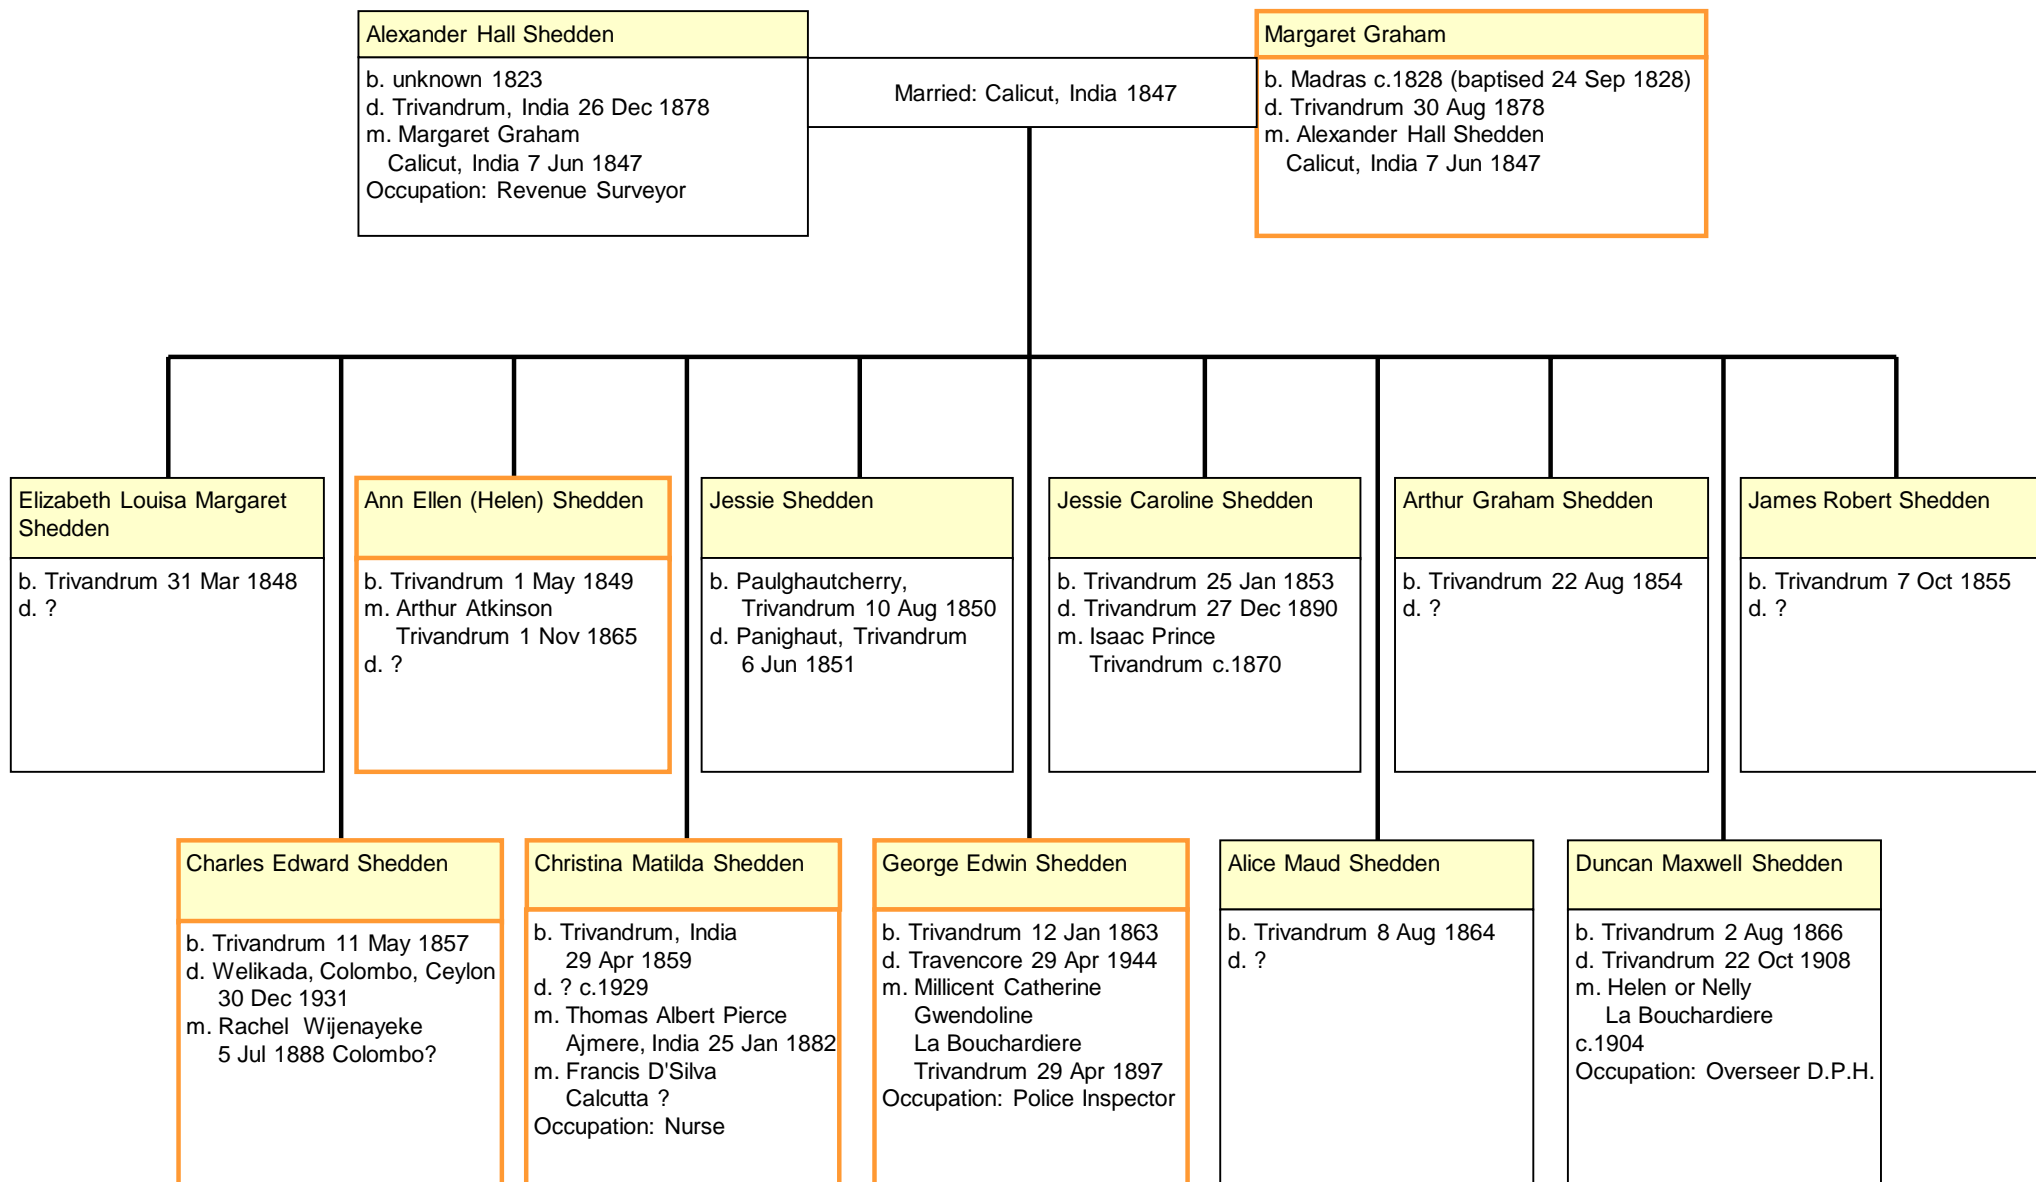 Alexander Hall Shedden
b. unknown 1823
d. Trivandrum, India 26 Dec 1878
m. Margaret Graham
Calicut, India 7 Jun 1847
Occupation: Revenue Surveyor
Married: Calicut, India 1847
Margaret Graham
b. Madras c.1828 (baptised 24 Sep 1828)
d. Trivandrum 30 Aug 1878
m. Alexander Hall Shedden
Calicut, India 7 Jun 1847
Elizabeth Louisa Margaret
Shedden
b. Trivandrum 31 Mar 1848
d. ?
Ann Ellen (Helen) Shedden
b. Trivandrum 1 May 1849
m. Arthur Atkinson
Trivandrum 1 Nov 1865
d. ?
Jessie Shedden
b. Paulghautcherry,
Trivandrum 10 Aug 1850
d. Panighaut, Trivandrum
6 Jun 1851
Jessie Caroline Shedden
b. Trivandrum 25 Jan 1853
d. Trivandrum 27 Dec 1890
m. Isaac Prince
Trivandrum c.1870
Arthur Graham Shedden
b. Trivandrum 22 Aug 1854
d. ?
James Robert Shedden
b. Trivandrum 7 Oct 1855
d. ?
Charles Edward Shedden
b. Trivandrum 11 May 1857
d. Welikada, Colombo, Ceylon
30 Dec 1931
m. Rachel Wijenayeke
5 Jul 1888 Colombo?
Christina Matilda Shedden
b. Trivandrum, India
29 Apr 1859
d. ? c.1929
m. Thomas Albert Pierce
Ajmere, India 25 Jan 1882
m. Francis D'Silva
Calcutta ?
Occupation: Nurse
George Edwin Shedden
b. Trivandrum 12 Jan 1863
d. Travencore 29 Apr 1944
m. Millicent Catherine
Gwendoline
La Bouchardiere
Trivandrum 29 Apr 1897
Occupation: Police Inspector
Alice Maud Shedden
b. Trivandrum 8 Aug 1864
d. ?
Duncan Maxwell Shedden
b. Trivandrum 2 Aug 1866
d. Trivandrum 22 Oct 1908
m. Helen or Nelly
La Bouchardiere
c.1904
Occupation: Overseer D.P.H.